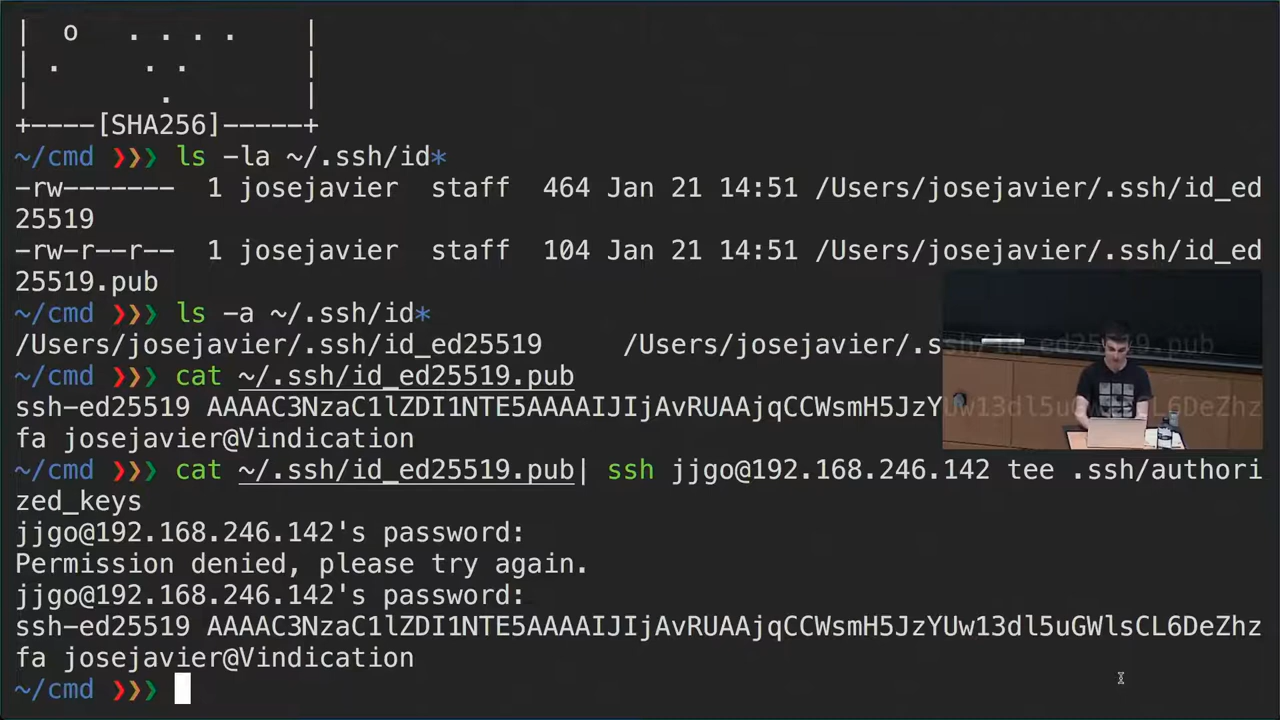 |  o   . . . .    |
| .     . .       |
|        .        |
+----[SHA256]-----+
~/cmd ❯❯❯ ls -la ~/.ssh/id*
-rw-------  1 josejavier  staff  464 Jan 21 14:51 /Users/josejavier/.ssh/id_ed
25519
-rw-r--r--  1 josejavier  staff  104 Jan 21 14:51 /Users/josejavier/.ssh/id_ed
25519.pub
~/cmd ❯❯❯ ls -a ~/.ssh/id*
/Users/josejavier/.ssh/id_ed25519     /Users/josejavier/.ssh/id_ed25519.pub
~/cmd ❯❯❯ cat ~/.ssh/id_ed25519.pub
ssh-ed25519 AAAAC3NzaC1lZDI1NTE5AAAAIJIjAvRUAAjqCCWsmH5JzYUw13dl5uGWlsCL6DeZhz
fa josejavier@Vindication
~/cmd ❯❯❯ cat ~/.ssh/id_ed25519.pub| ssh jjgo@192.168.246.142 tee .ssh/authori
zed_keys
jjgo@192.168.246.142's password:
Permission denied, please try again.
jjgo@192.168.246.142's password:
ssh-ed25519 AAAAC3NzaC1lZDI1NTE5AAAAIJIjAvRUAAjqCCWsmH5JzYUw13dl5uGWlsCL6DeZhz
fa josejavier@Vindication
~/cmd ❯❯❯